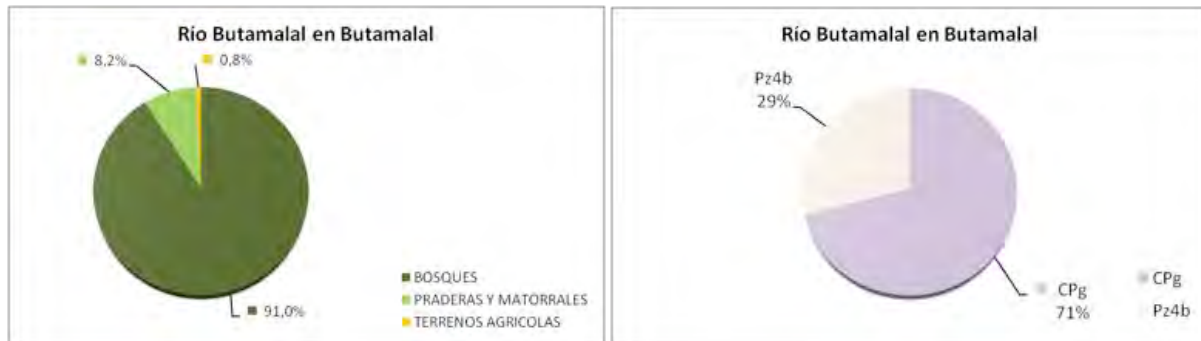 Río Butamalal en Butamalal
8,2%
0,8%
BOSQUES
PRADERAS Y MATORRALES
TERRENOS AGRICOLAS
91,0%
Río Butamalal en Butamalal
Pz4b
29%
CPg
71%
CPg
Pz4b